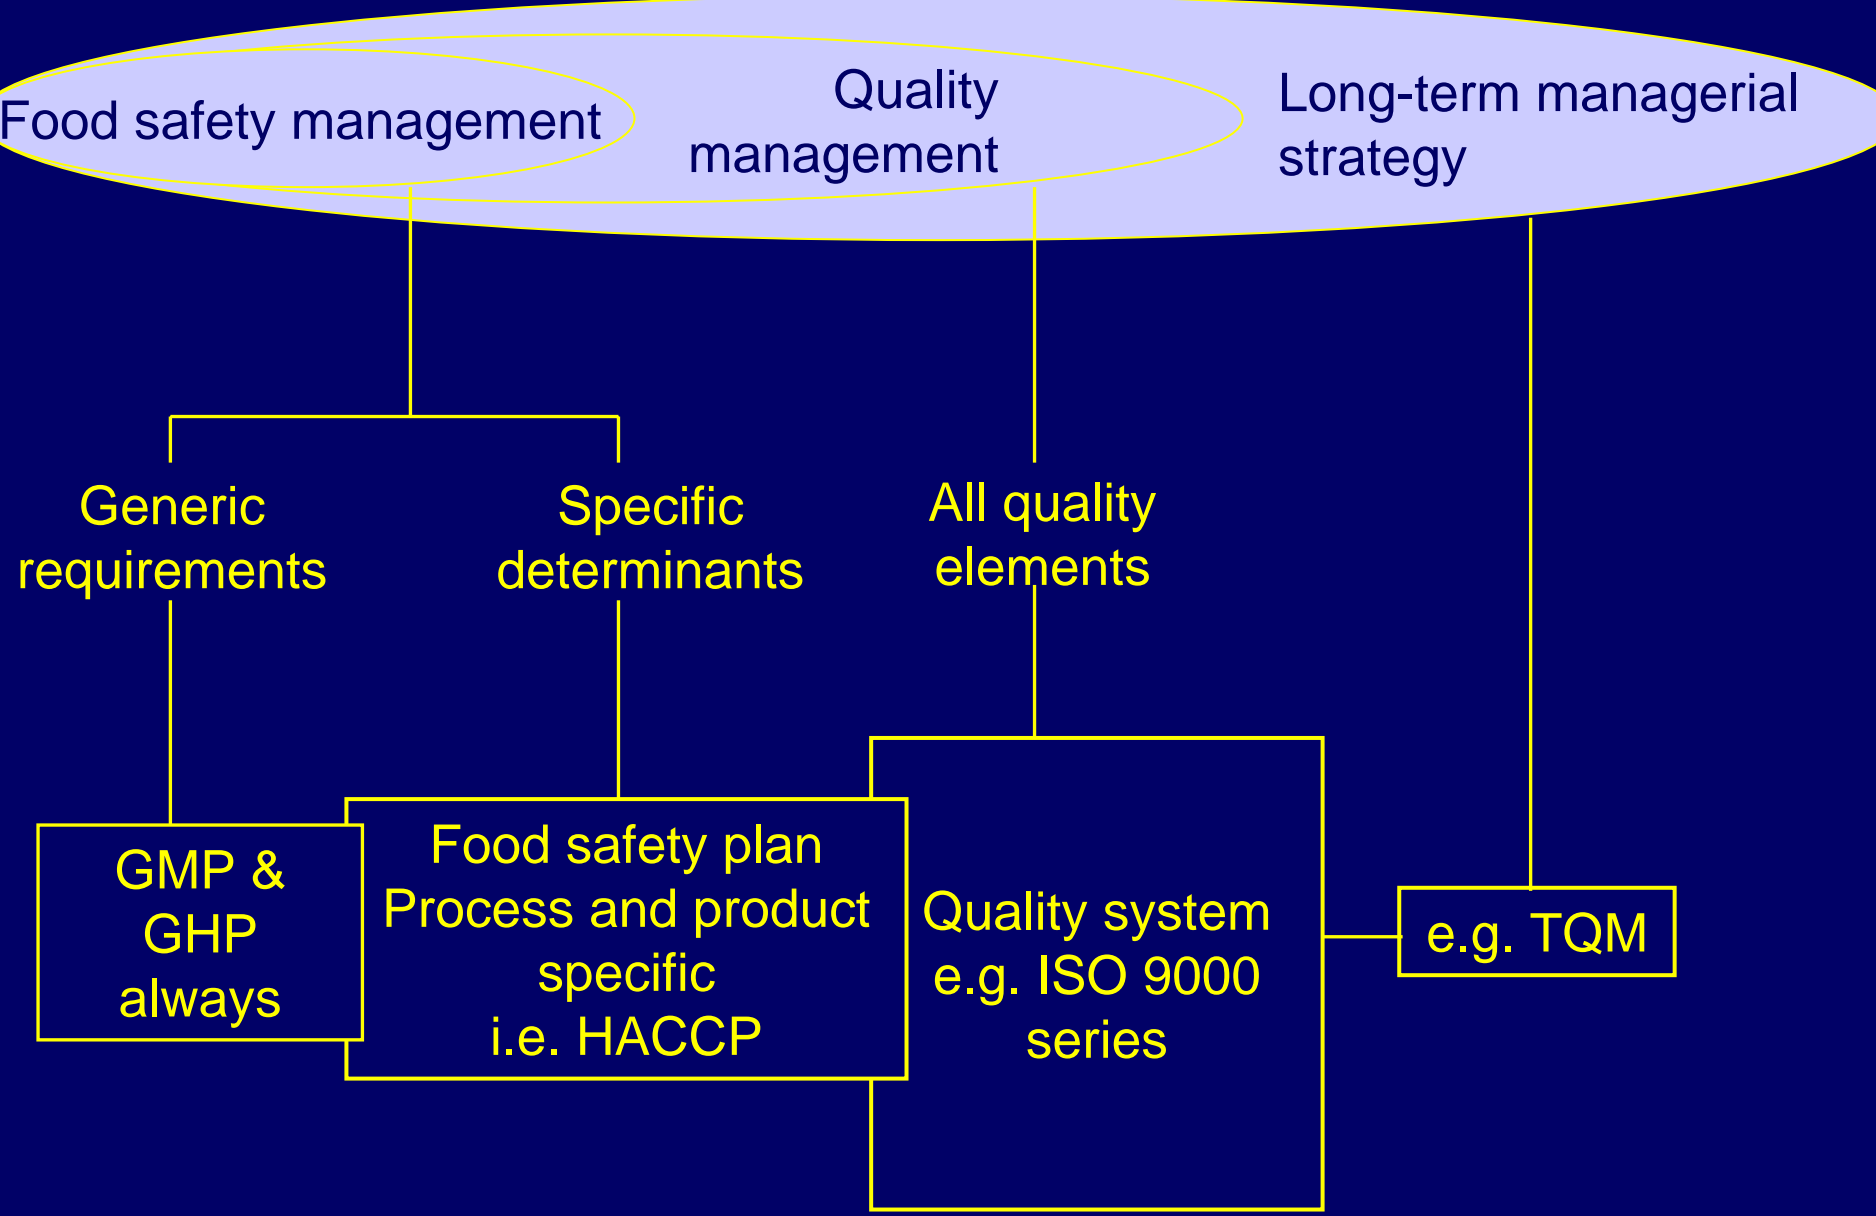 Food safety management
Quality
management
Long-term managerial
strategy
Generic
requirements
Specific
determinants
All quality
elements
GMP &
GHP
always
Food safety plan
Process and product
specific
i.e. HACCP
Quality system
e.g. ISO 9000
series
e.g. TQM